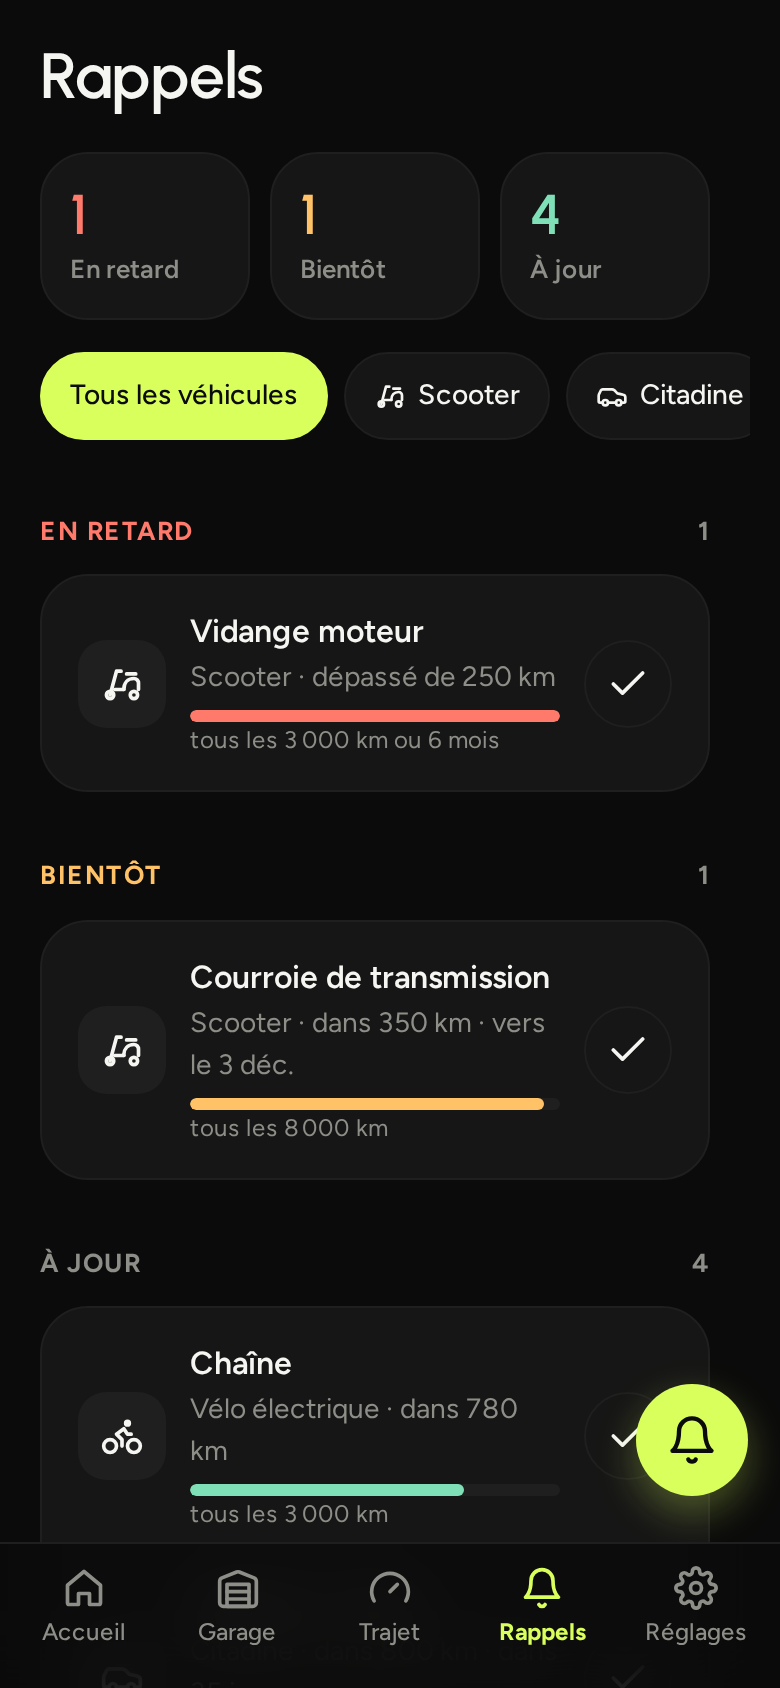 Rappels
1
En retard
1
Bientôt
4
À jour
Tous les véhicules
Scooter
Citadine
EN RETARD
1
Vidange moteur
Scooter · dépassé de 250 km
tous les 3 000 km ou 6 mois
BIENTÔT
1
Courroie de transmission
Scooter · dans 350 km · vers
le 3 déc.
tous les 8 000 km
À JOUR
4
Chaîne
Vélo électrique · dans 780
km
tous les 3 000 km
Accueil
Garage
Trajet
Rappels
Réglages